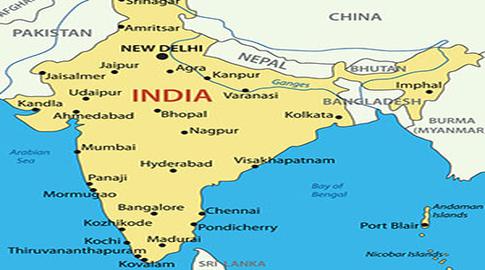 Srinagar
AFGHA
CHINA
PAKISTAN
Amritsar
NEW DELHI
NEPAL
Jaipur
Agra
Kanpur
BHUTAN
Jaisalmer
Ganges
Imphal
Udaipur
INDIA
Varanasi
BANGLADESH
Kandla
Ahmedabad
Bhopal
Kolkata
BURMA
(MYANMAR
Nagpur
Mumbai
Arabian
Sea
Hyderabad
Visakhapatnam
Panaji
Bay of
Bengal
Mormugao
Bangalore
Chennai
Andaman
Islands
Kozhikode
Pondicherry
Port Blair
Kochi
Madurai
Thiruvananthapuram
Nicobar Islands
Kovalam
SRI LANKA